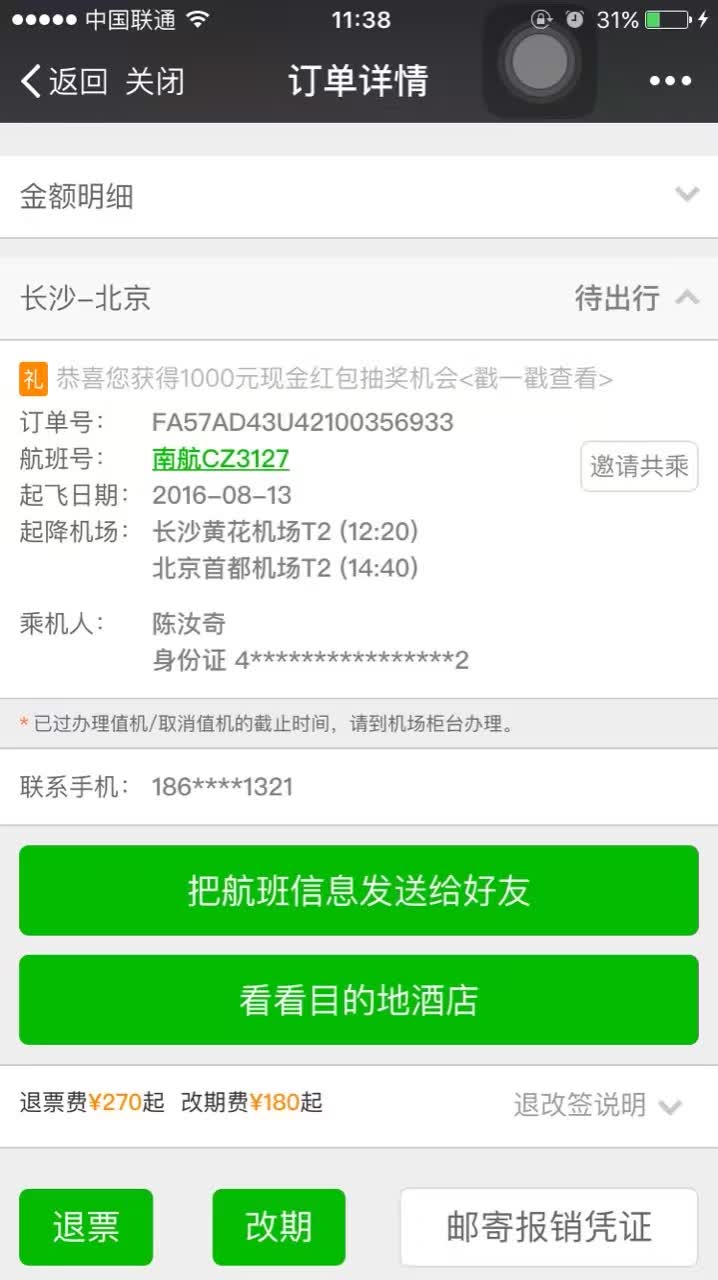 中国联通 11:38 31%
返回 关闭 订单详情
金额明细
长沙-北京 待出行
礼 恭喜您获得1000元现金红包抽奖机会<戳一戳查看>
订单号： FA57AD43U42100356933
航班号： 南航CZ3127
邀请共乘
起飞日期： 2016-08-13
起降机场： 长沙黄花机场T2 (12:20)
北京首都机场T2 (14:40)
乘机人： 陈汝奇
身份证 4****************2
*已过办理值机/取消值机的截止时间，请到机场柜台办理。
联系手机： 186****1321
把航班信息发送给好友
看看目的地酒店
退票费¥270起 改期费¥180起 退改签说明
退票 改期 邮寄报销凭证